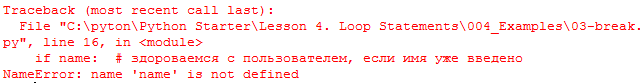 Traceback (most recent call last):
  File "C:\pyton\Python Starter\Lesson 4. Loop Statements\004_Examples\03-break.
py", line 16, in <module>
    if name:  # здороваемся с пользователем, если имя уже введено
NameError: name 'name' is not defined